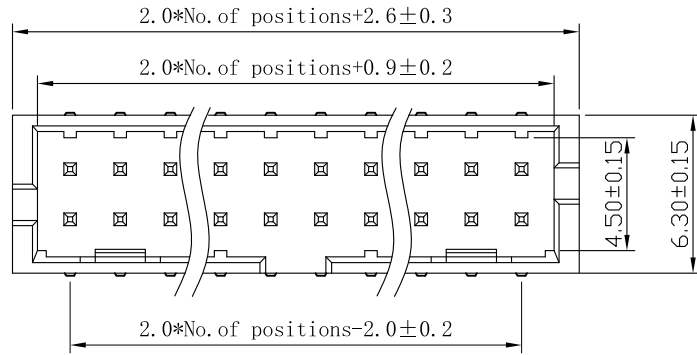 2.0*No.of positions+2.6±0.3
2.0*No.of positions+0.9±0.2
4.50±0.15
6.30±0.15
2.0*No.of positions-2.0±0.2